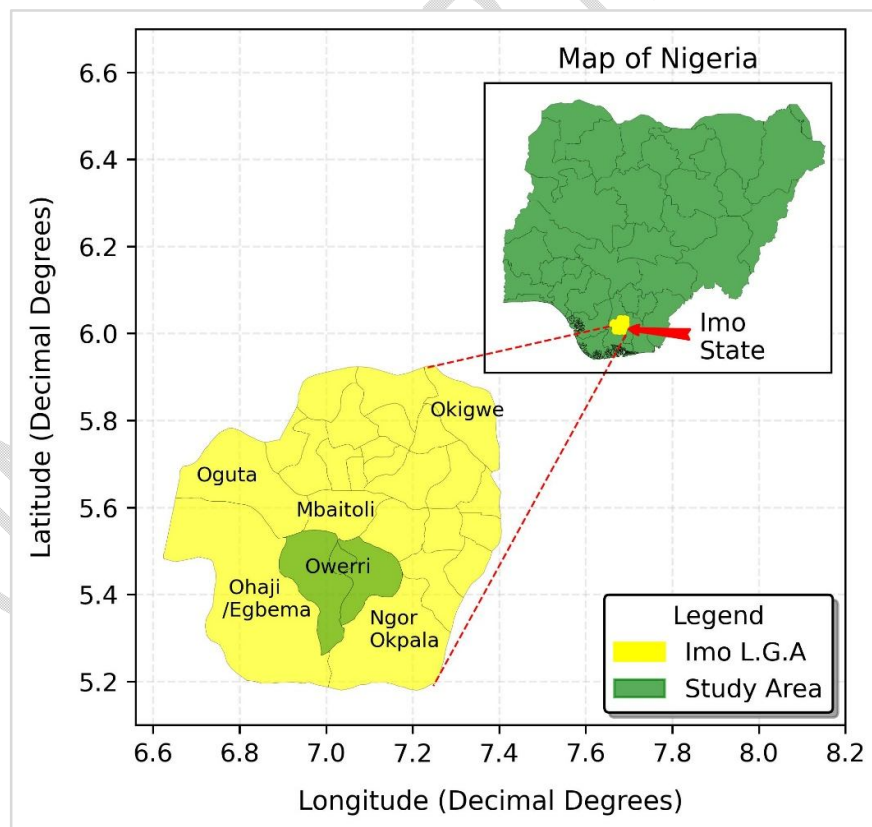 Map of Nigeria
Imo
State
6.6
6.4
6.2
6.0
5.8
5.6
5.4
5.2
Latitude (Decimal Degrees)
Okigwe
Oguta
Mbaitoli
Owerri
Ohaji
/Egbema
Ngor
Okpala
Legend
Imo L.G.A
Study Area
6.6 6.8 7.0 7.2 7.4 7.6 7.8 8.0 8.2
Longitude (Decimal Degrees)